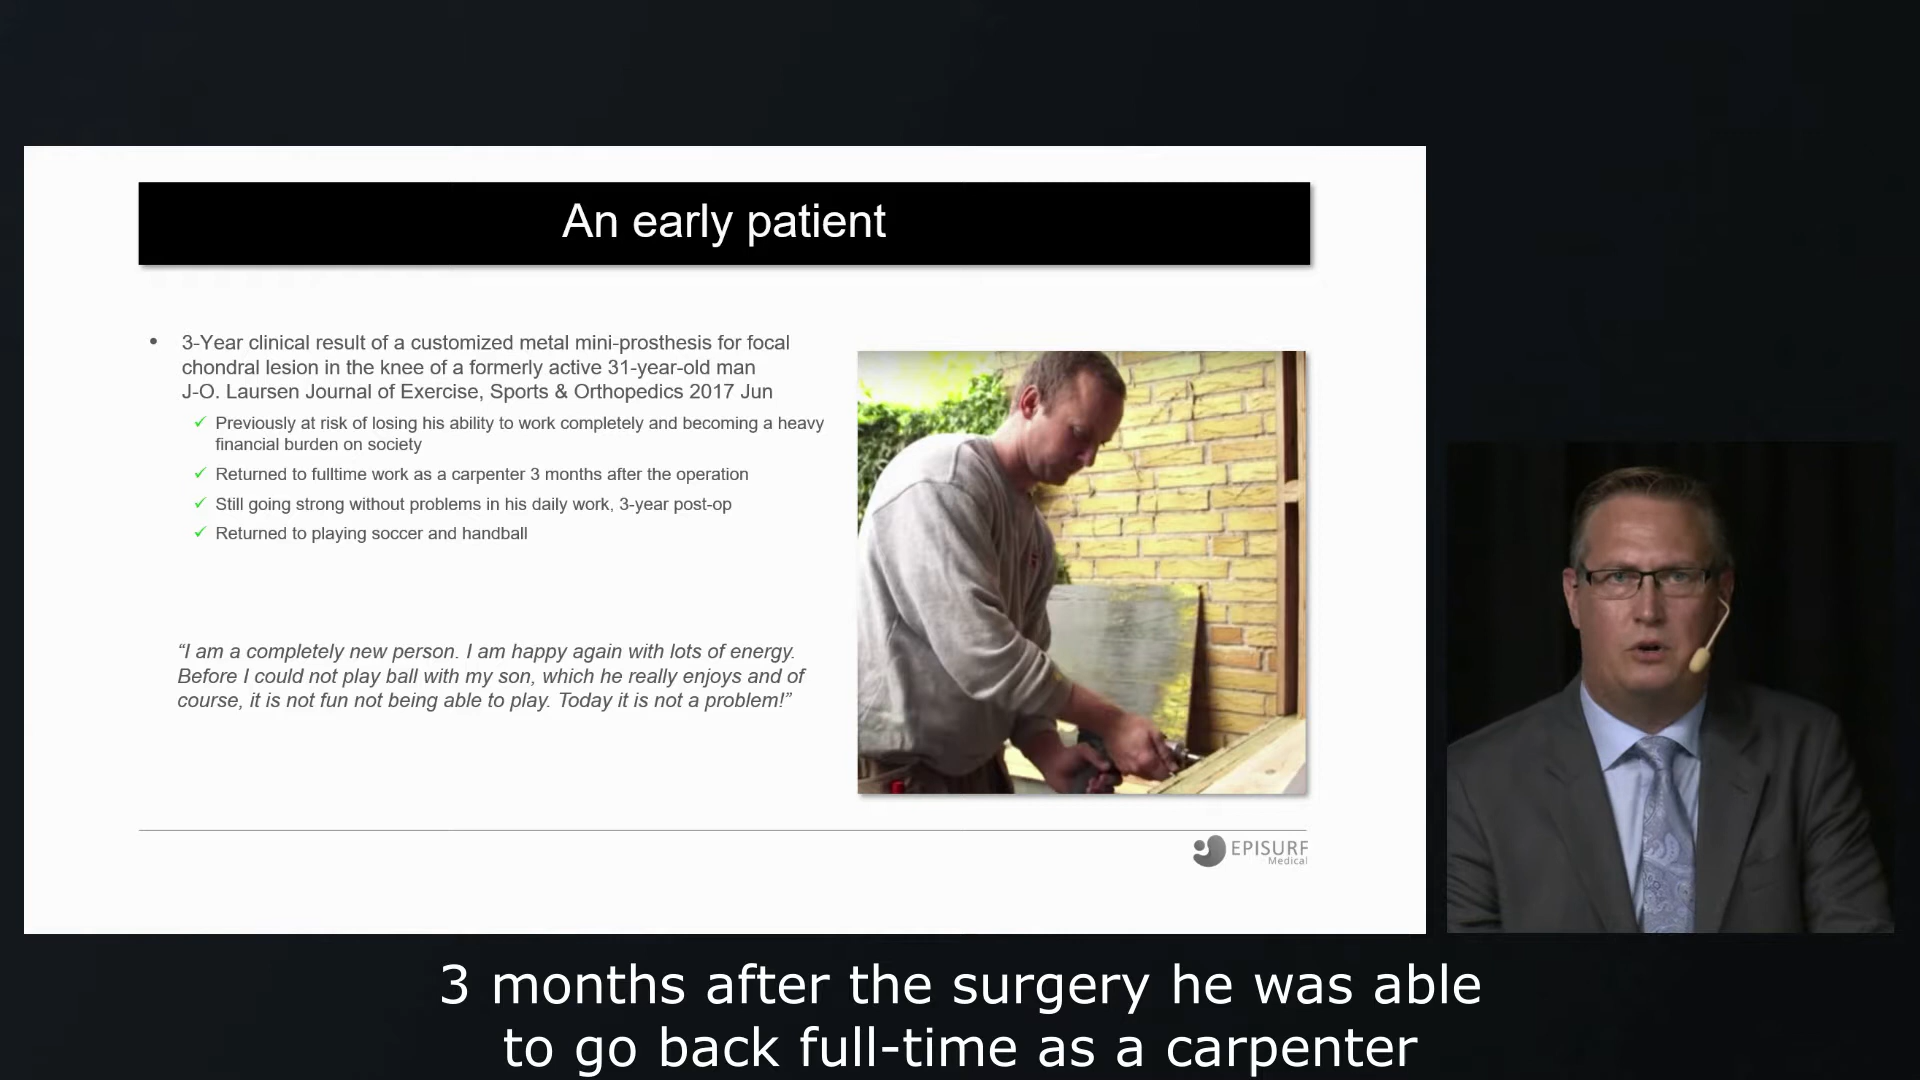 An early patient
• 3-Year clinical result of a customized metal mini-prosthesis for focal
chondral lesion in the knee of a formerly active 31-year-old man
J-O. Laursen Journal of Exercise, Sports & Orthopedics 2017 Jun
✓ Previously at risk of losing his ability to work completely and becoming a heavy
financial burden on society
✓ Returned to fulltime work as a carpenter 3 months after the operation
✓ Still going strong without problems in his daily work, 3-year post-op
✓ Returned to playing soccer and handball
“I am a completely new person. I am happy again with lots of energy.
Before I could not play ball with my son, which he really enjoys and of
course, it is not fun not being able to play. Today it is not a problem!”
EPISURF
Medical
3 months after the surgery he was able
to go back full-time as a carpenter